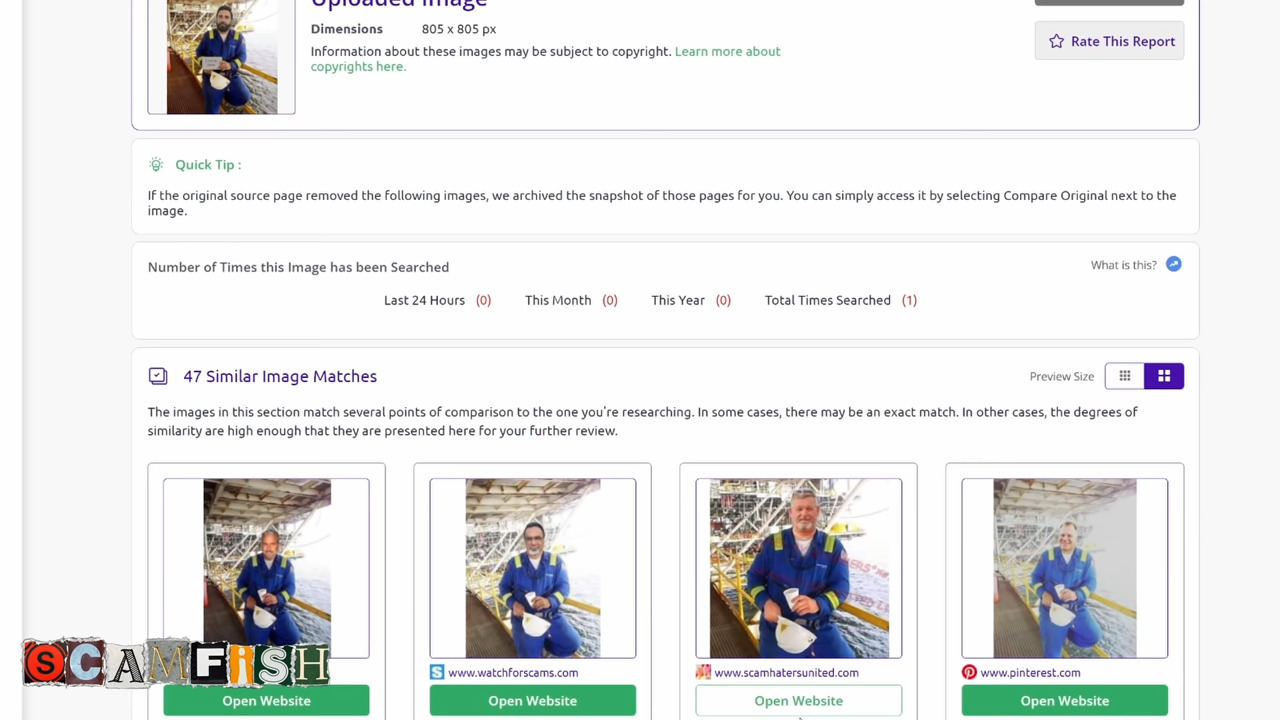 Uploaded Image
Dimensions 805 x 805 px
Information about these images may be subject to copyright. Learn more about
copyrights here.
Rate This Report
Quick Tip :
If the original source page removed the following images, we archived the snapshot of those pages for you. You can simply access it by selecting Compare Original next to the
image.
Number of Times this Image has been Searched
What is this?
Last 24 Hours (0) This Month (0) This Year (0) Total Times Searched (1)
47 Similar Image Matches
Preview Size
The images in this section match several points of comparison to the one you're researching. In some cases, there may be an exact match. In other cases, the degrees of
similarity are high enough that they are presented here for your further review.
SCAMFiSH
www.watchforscams.com
www.scamhatersunited.com
www.pinterest.com
Open Website
Open Website
Open Website
Open Website